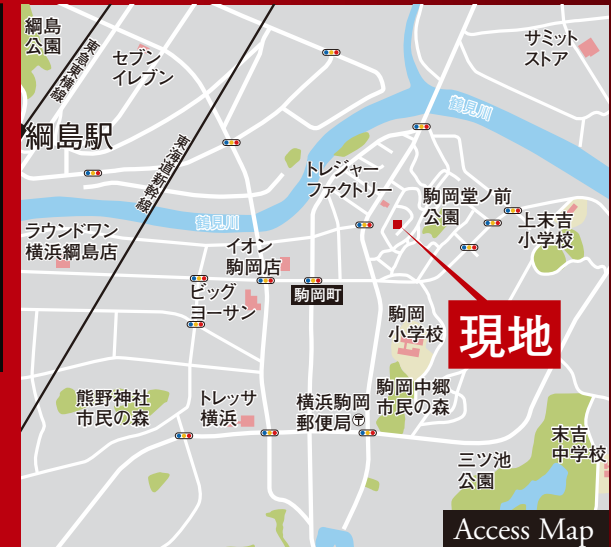 綱島
公園
東急東横線
セブン
イレブン
サミット
ストア
鶴見川
綱島駅
東海道新幹線
トレジャー
ファクトリー
駒岡堂ノ前
公園
上末吉
小学校
鶴見川
ラウンドワン
横浜綱島店
イオン
駒岡店
ビッグ
ヨーサン
駒岡町
駒岡
小学校
現地
熊野神社
市民の森
トレッサ
横浜
横浜駒岡
郵便局〒
駒岡中郷
市民の森
三ツ池
公園
末吉
中学校
Access Map